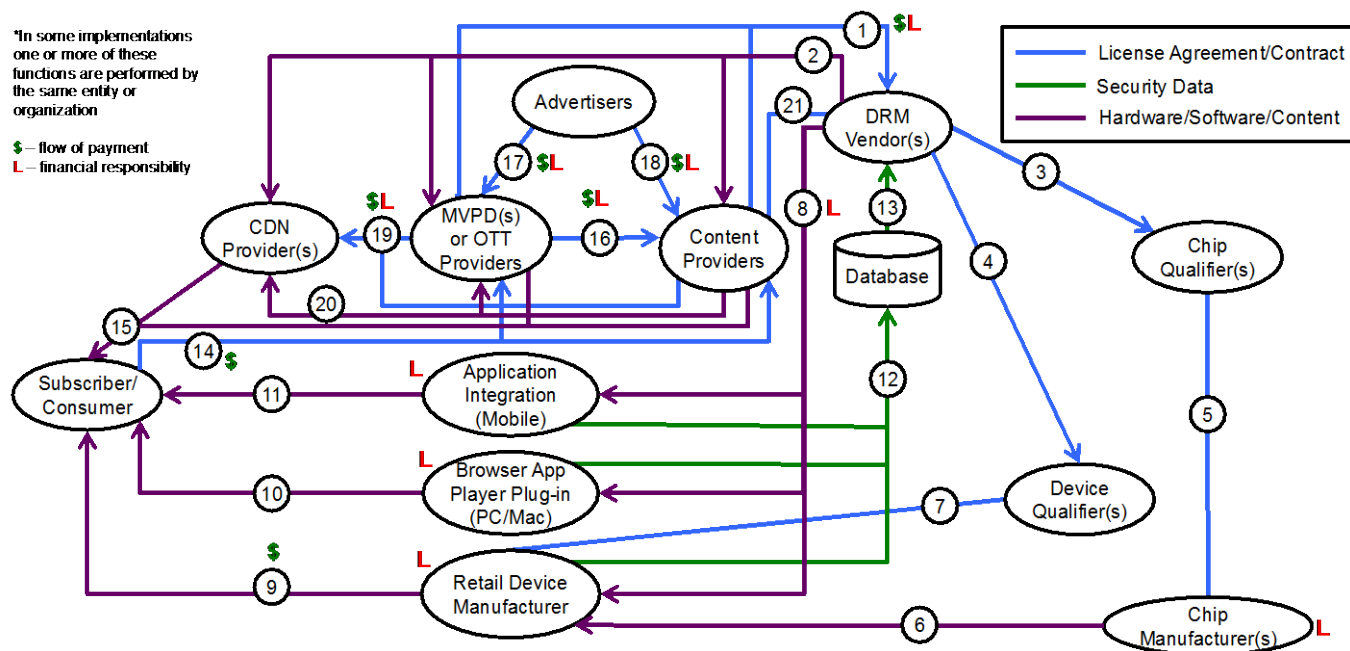 *In some implementations
one or more of these
functions are performed by
the same entity or
organization
$ – flow of payment
L – financial responsibility
License Agreement/Contract
Security Data
Hardware/Software/Content
1
$L
2
Advertisers
21
DRM
Vendor(s)
3
17
$L
18
$L
8
L
13
4
CDN
Provider(s)
$L
19
MVPD(s)
or OTT
Providers
$L
16
Content
Providers
Database
Chip
Qualifier(s)
20
15
14
$
12
5
Subscriber/
Consumer
11
L
Application
Integration
(Mobile)
10
L
Browser App
Player Plug-in
(PC/Mac)
7
Device
Qualifier(s)
$
9
L
Retail Device
Manufacturer
6
Chip
Manufacturer(s)
L